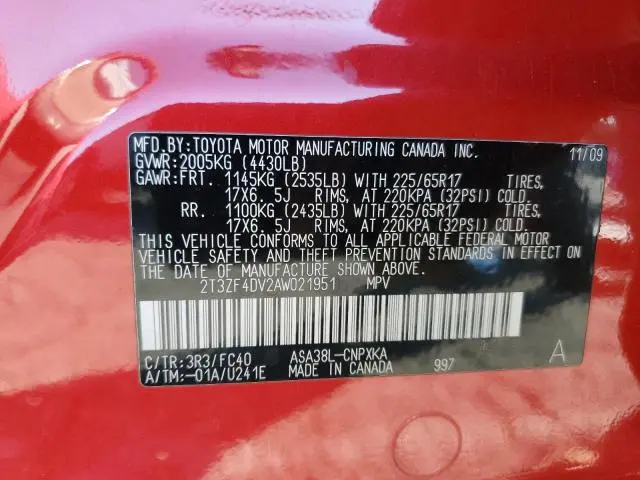 MFD.BY:TOYOTA MOTOR MANUFACTURING CANADA INC. 11/09
GVWR:2005KG (4430LB)
GAWR:FRT. 1145KG (2535LB) WITH 225/65R17 TIRES,
17X6.5J RIMS, AT 220KPA (32PSI) COLD.
RR. 1100KG (2435LB) WITH 225/65R17 TIRES,
17X6.5J RIMS, AT 220KPA (32PSI) COLD.
THIS VEHICLE CONFORMS TO ALL APPLICABLE FEDERAL MOTOR
VEHICLE SAFETY AND THEFT PREVENTION STANDARDS IN EFFECT ON
THE DATE OF MANUFACTURE SHOWN ABOVE.
2T3ZF4DV2AW021951 MPV
C/TR:3R3/FC40 ASA38L-CNPXKA A
A/TM:-01A/U241E MADE IN CANADA 997